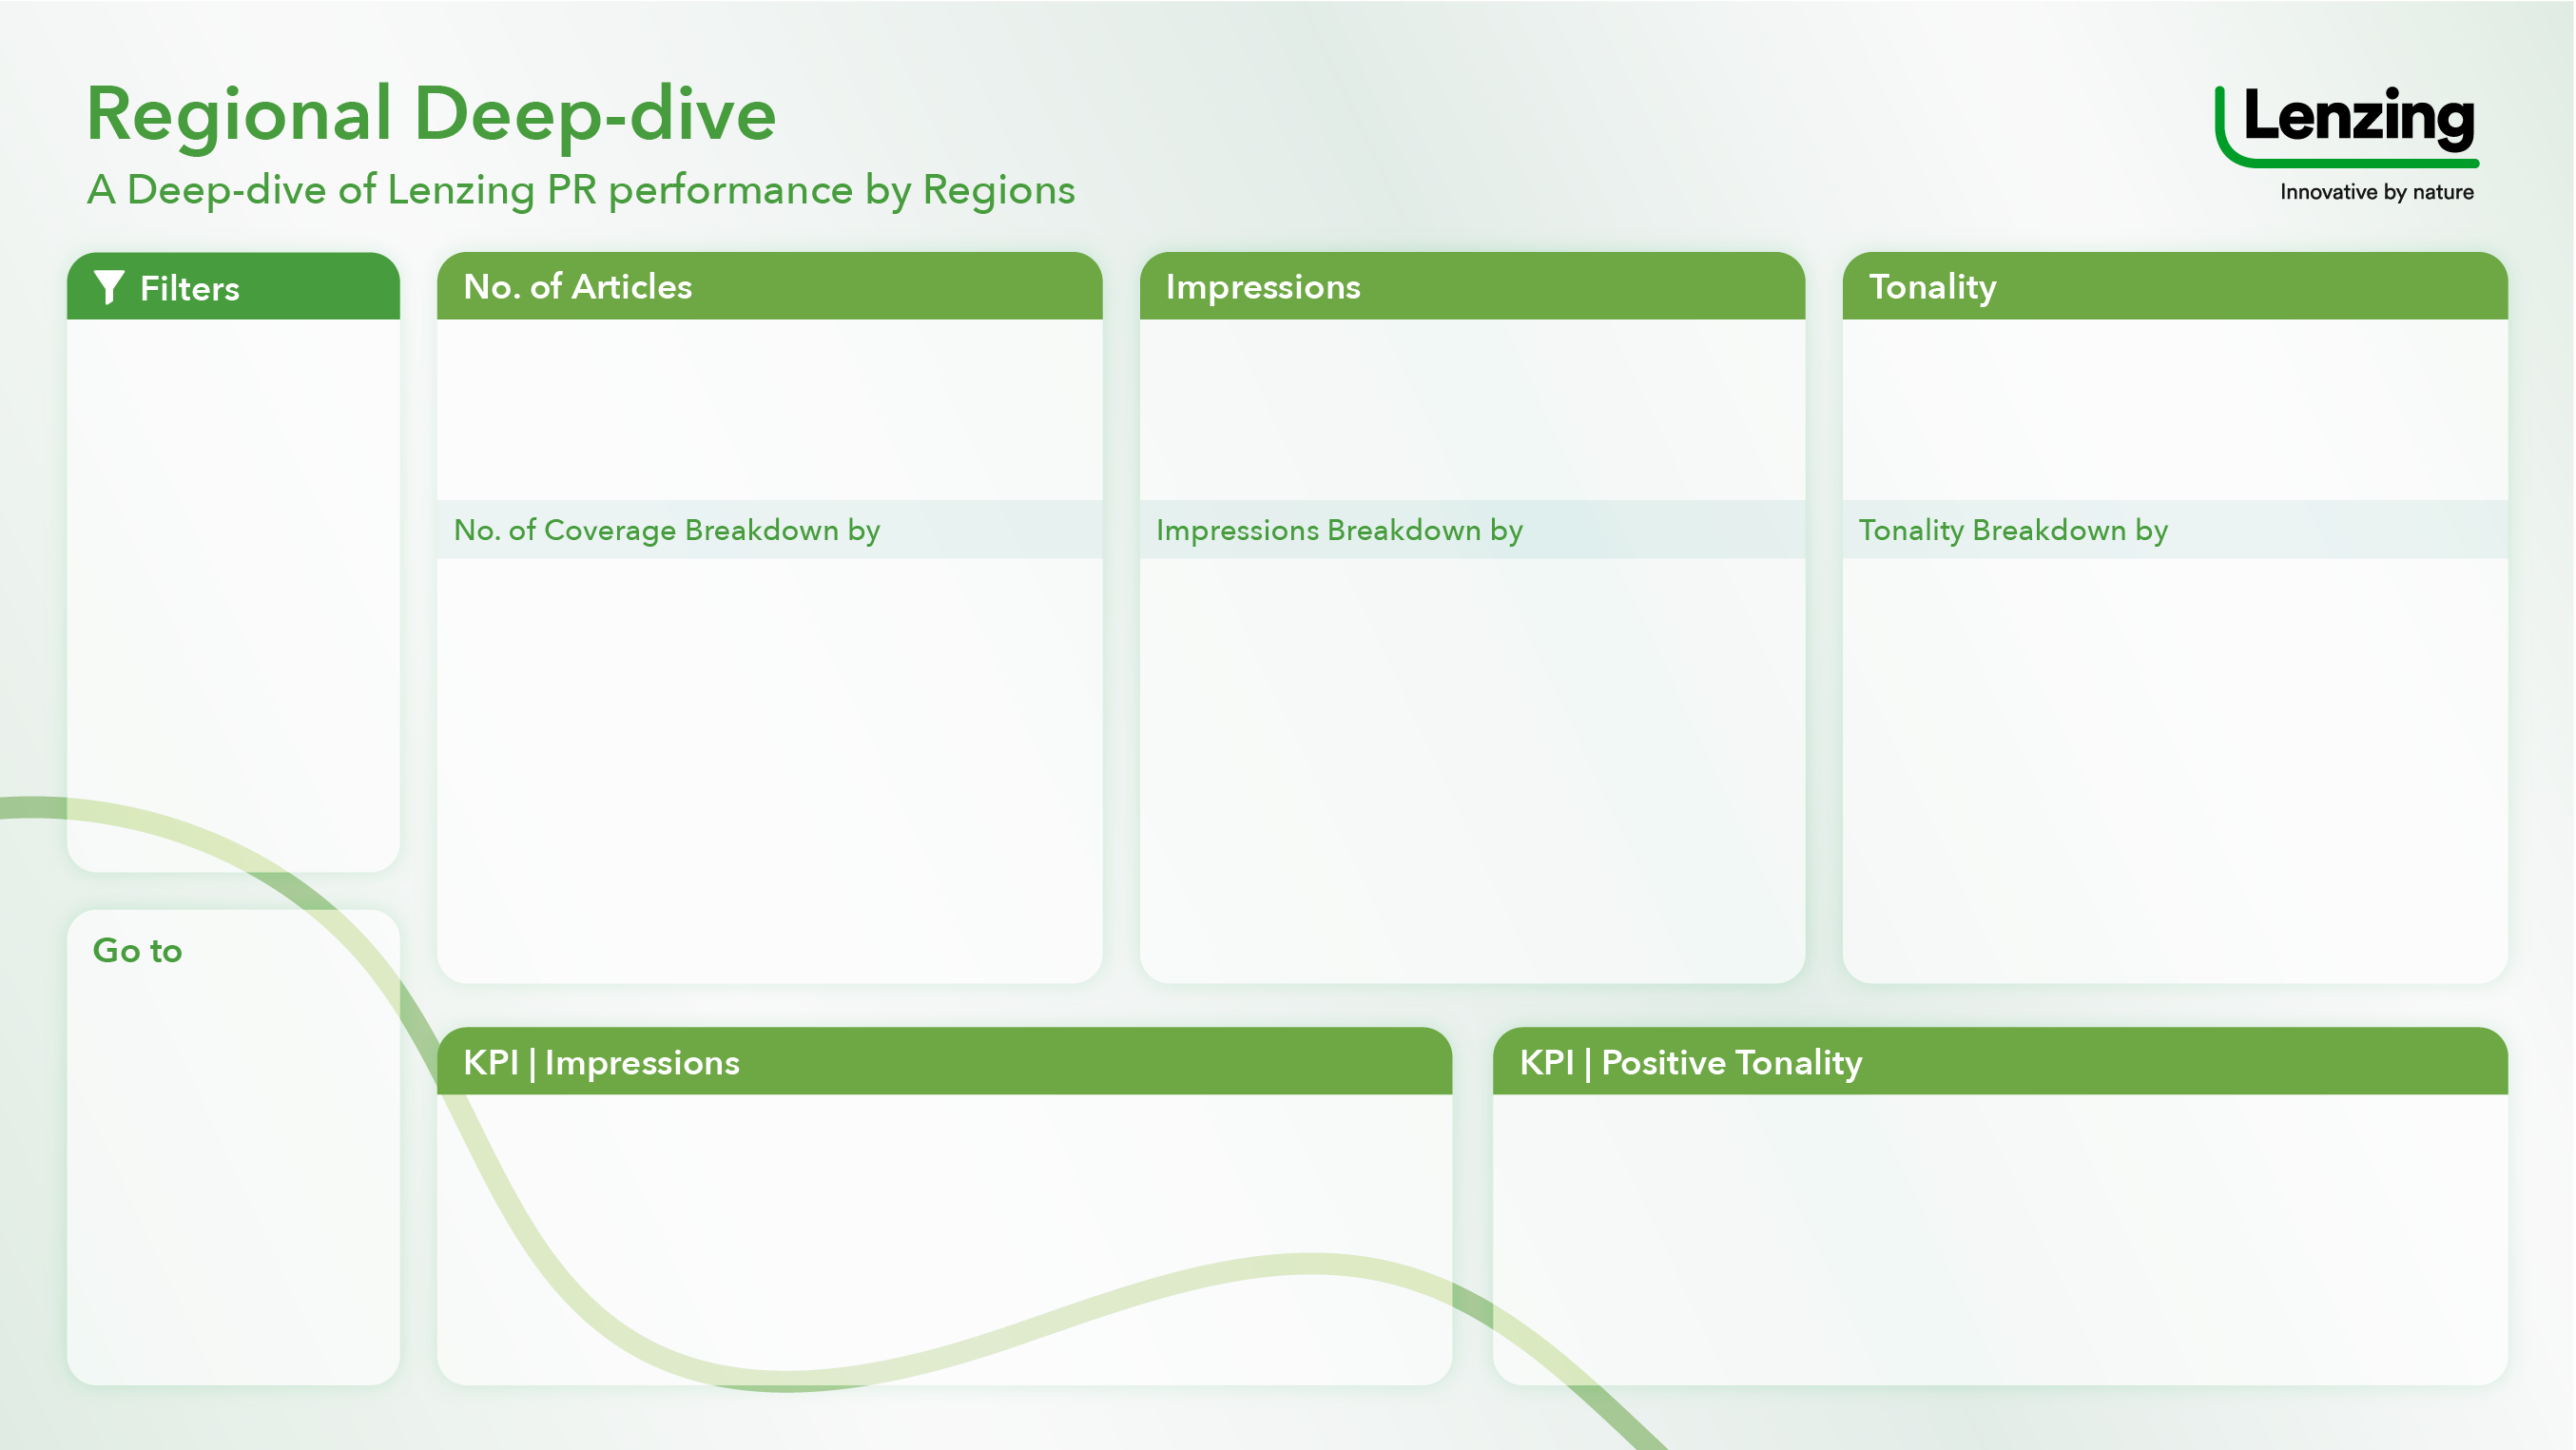 Regional Deep-dive
A Deep-dive of Lenzing PR performance by Regions
Lenzing
Innovative by nature
Filters
No. of Articles
Impressions
Tonality
No. of Coverage Breakdown by
Impressions Breakdown by
Tonality Breakdown by
Go to
KPI | Impressions
KPI | Positive Tonality